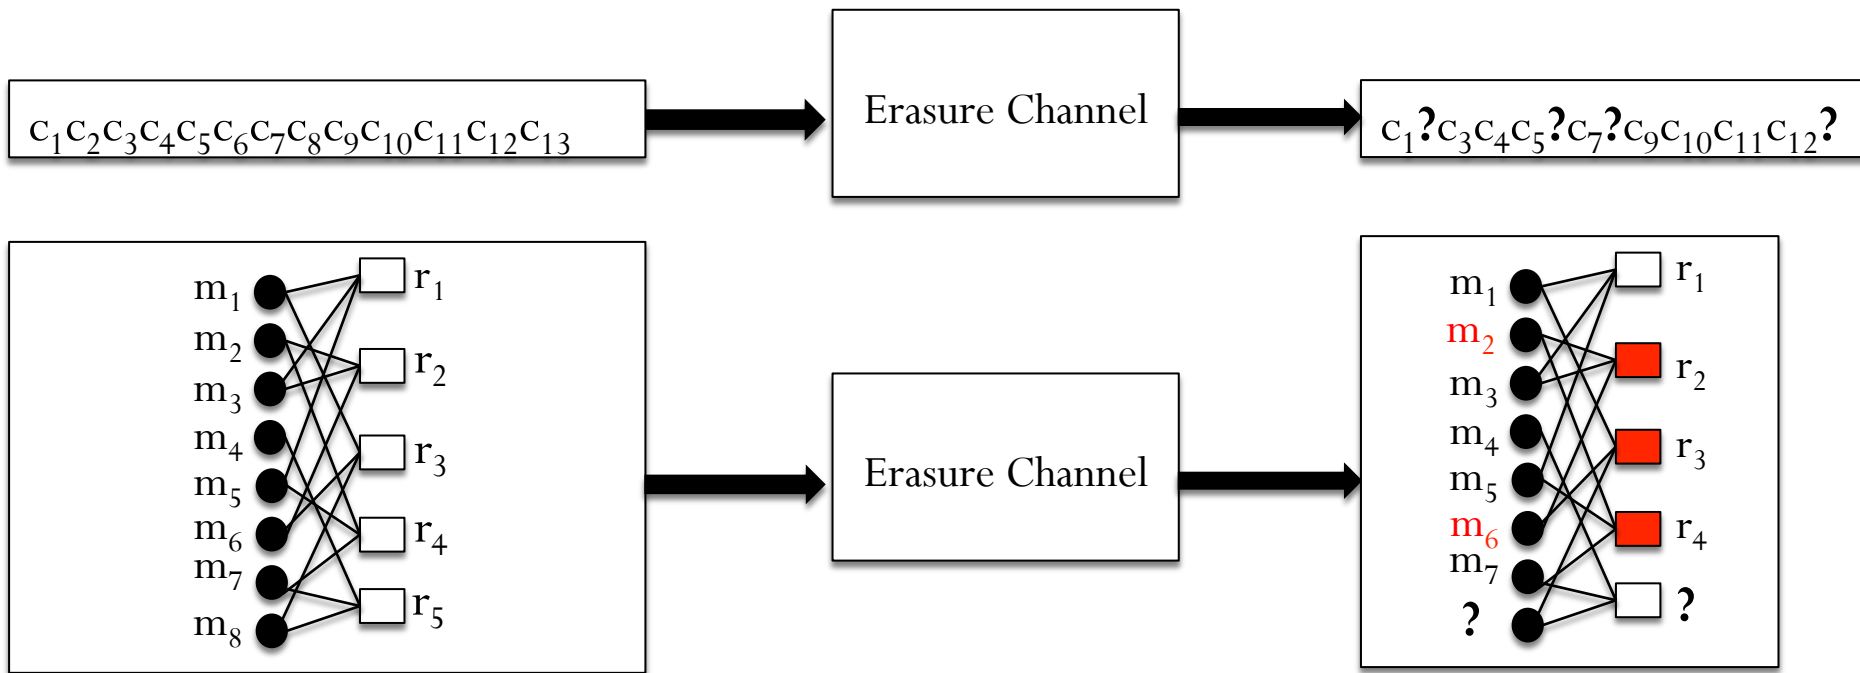 c₁c₂c₃c₄c₅c₆c₇c₈c₉c₁₀c₁₁c₁₂c₁₃
Erasure Channel
c₁?c₃c₄c₅?c₇?c₉c₁₀c₁₁c₁₂?
m₁
m₂
m₃
m₄
m₅
m₆
m₇
m₈
r₁
r₂
r₃
r₄
r₅
Erasure Channel
m₁
m₂
m₃
m₄
m₅
m₆
m₇
?
r₁
r₂
r₃
r₄
?